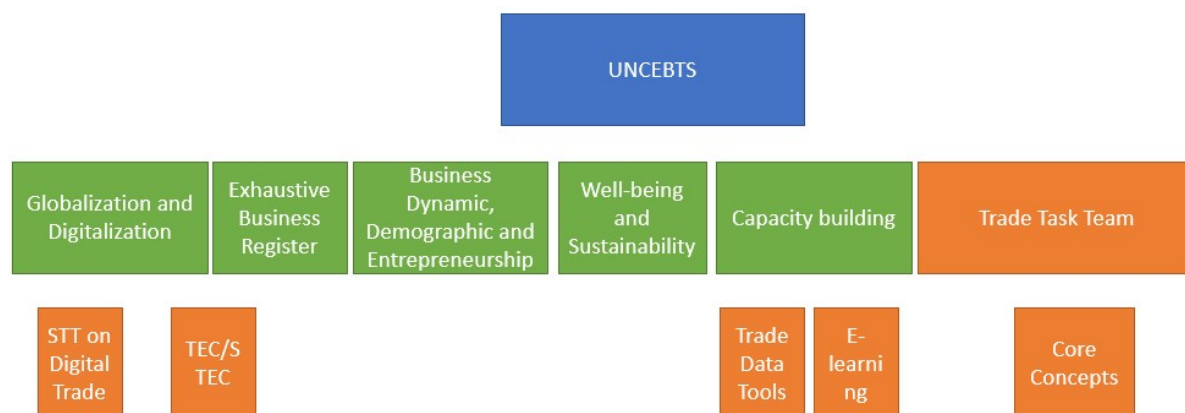 UNCEBTS
Globalization and
Digitalization
Exhaustive
Business
Register
Business
Dynamic,
Demographic and
Entrepreneurship
Well-being
and
Sustainability
Capacity building
Trade Task Team
STT on
Digital
Trade
TEC/S
TEC
Trade
Data
Tools
E-
learni
ng
Core
Concepts